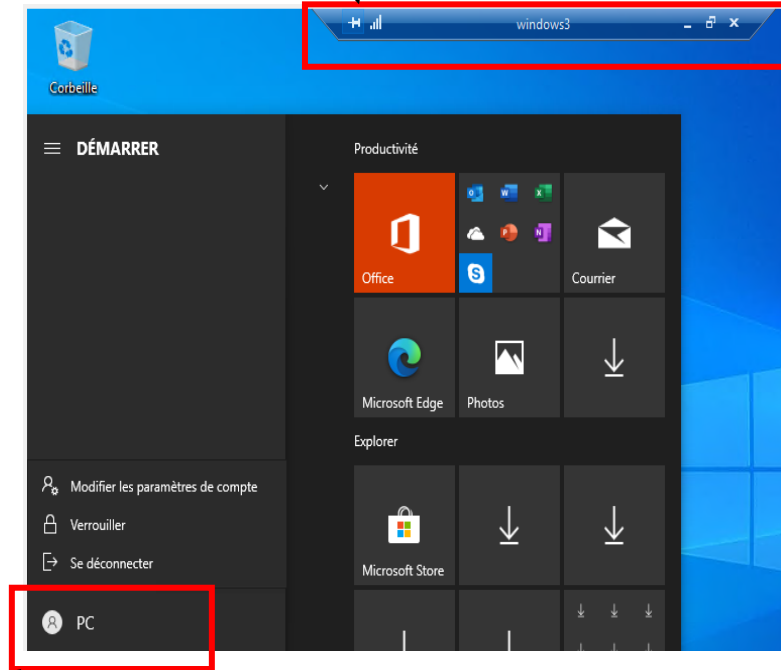 windows3
Corbeille
DÉMARRER
Productivité
Office
Courrier
Microsoft Edge
Photos
Explorer
Modifier les paramètres de compte
Verrouiller
Se déconnecter
Microsoft Store
PC